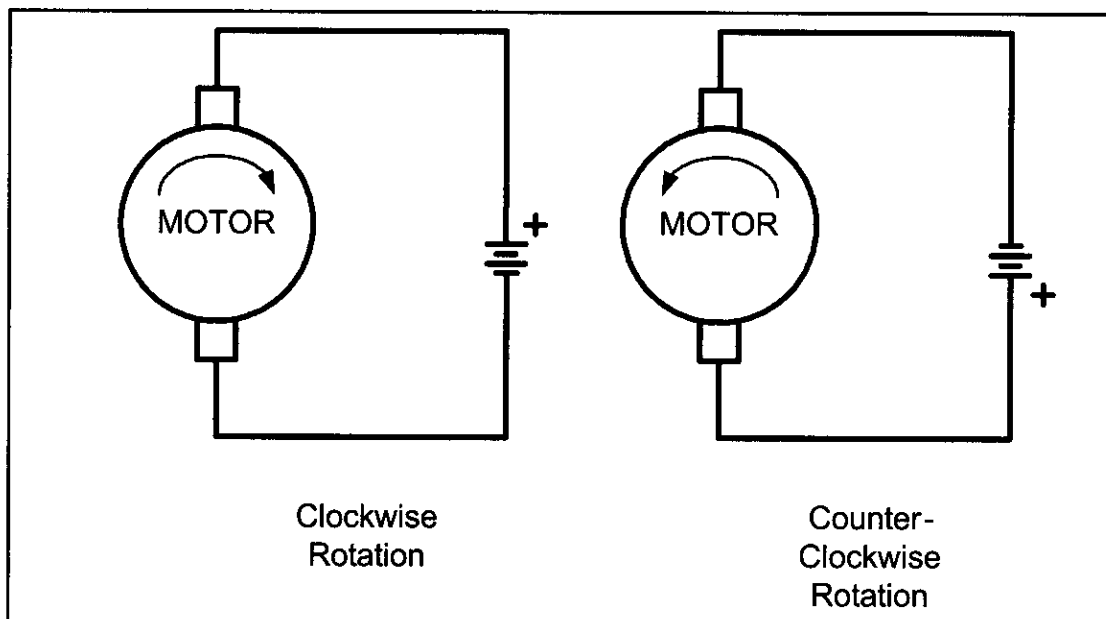 MOTOR
+
MOTOR
+
Clockwise
Rotation
Counter-
Clockwise
Rotation